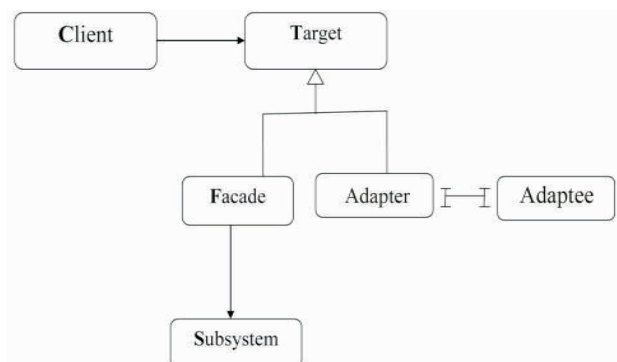 Client
Target
Facade
Adapter
Adaptee
Subsystem